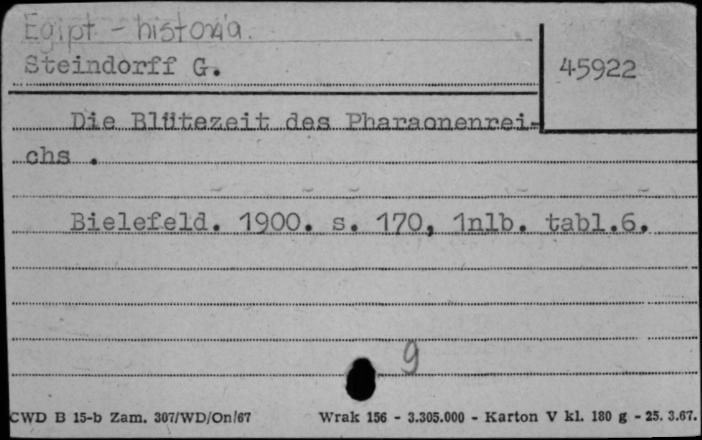 Egipt - historia.
Steindorff G.
45922
Die Blütezeit des Pharaonenrei-
chs .
Bielefeld. 1900. s. 170, 1nlb. tabl.6.
9
CWD B 15-b Zam. 307/WD/On/67 Wrak 156 - 3.305.000 - Karton V kl. 180 g - 25. 3.67.